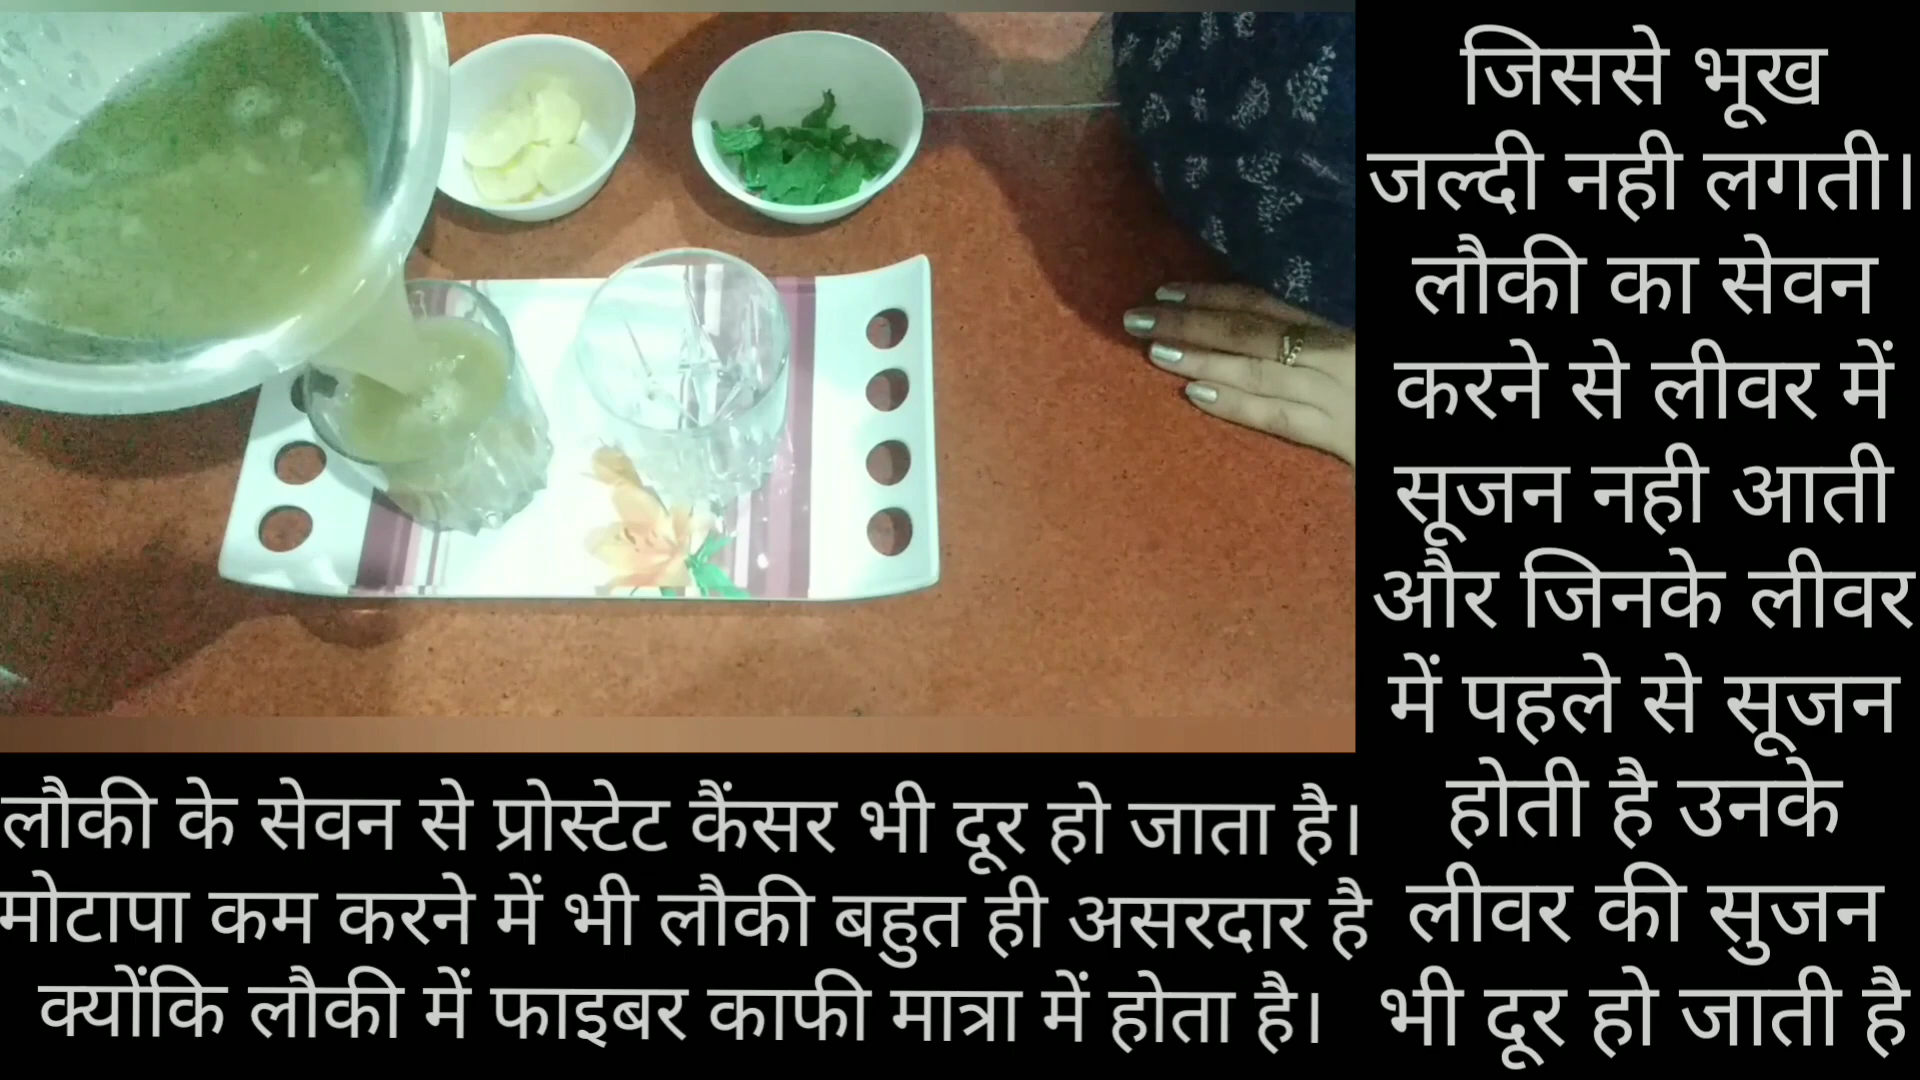 लौकी के सेवन से प्रोस्टेट कैंसर भी दूर हो जाता है।
मोटापा कम करने में भी लौकी बहुत ही असरदार है
क्योंकि लौकी में फाइबर काफी मात्रा में होता है।
जिससे भूख
जल्दी नही लगती।
लौकी का सेवन
करने से लीवर में
सूजन नही आती
और जिनके लीवर
में पहले से सूजन
होती है उनके
लीवर की सुजन
भी दूर हो जाती है